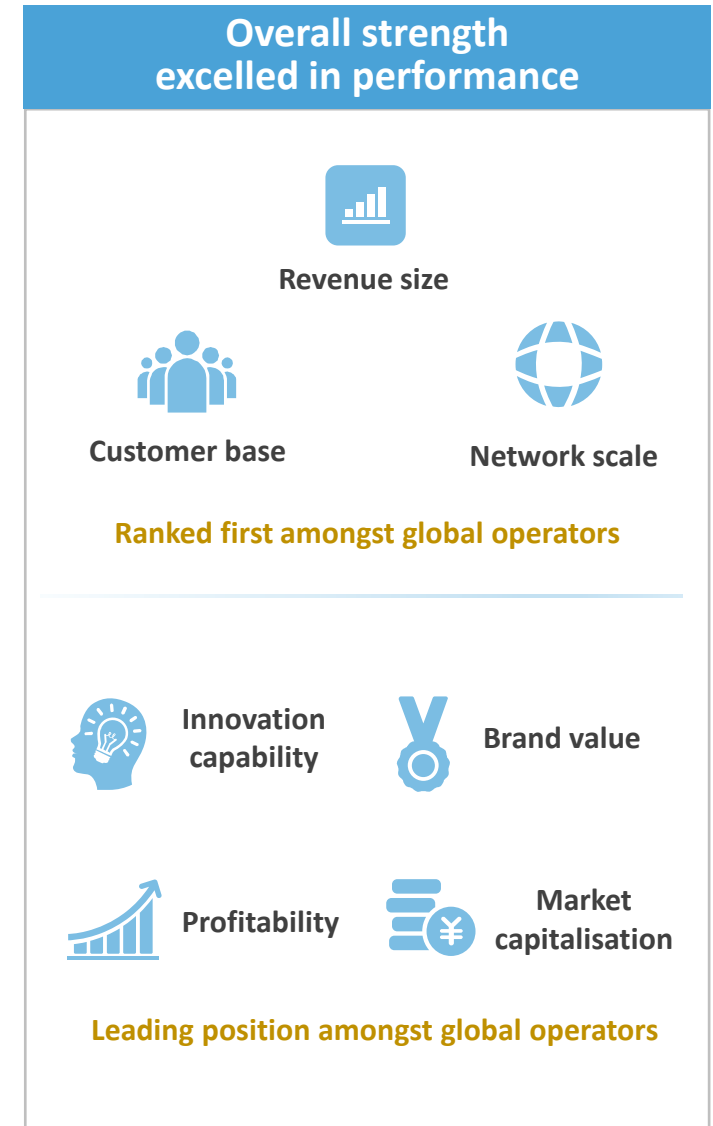 Overall strength
excelled in performance
Revenue size
Customer base
Network scale
Ranked first amongst global operators
Innovation
capability
Brand value
Profitability
Market
capitalisation
¥
Leading position amongst global operators